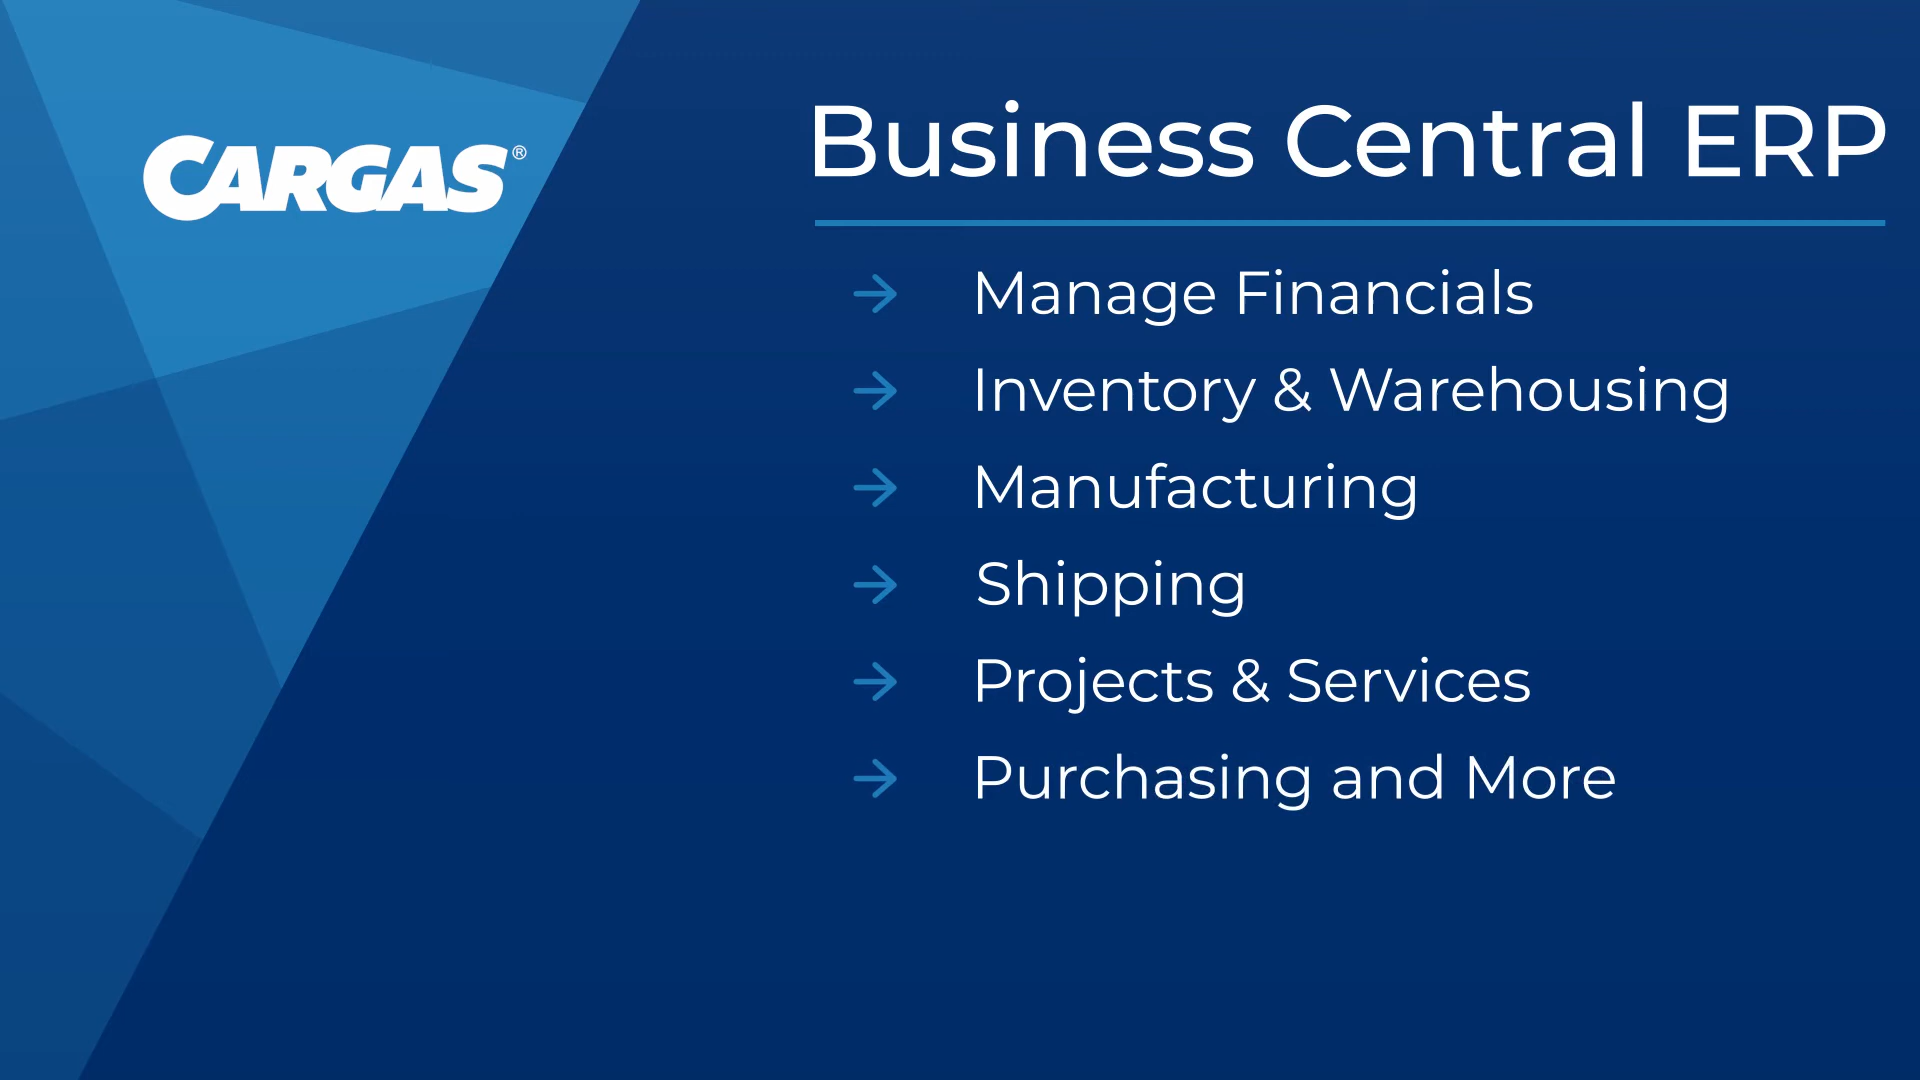 CARGAS®
Business Central ERP
Manage Financials
Inventory & Warehousing
Manufacturing
Shipping
Projects & Services
Purchasing and More